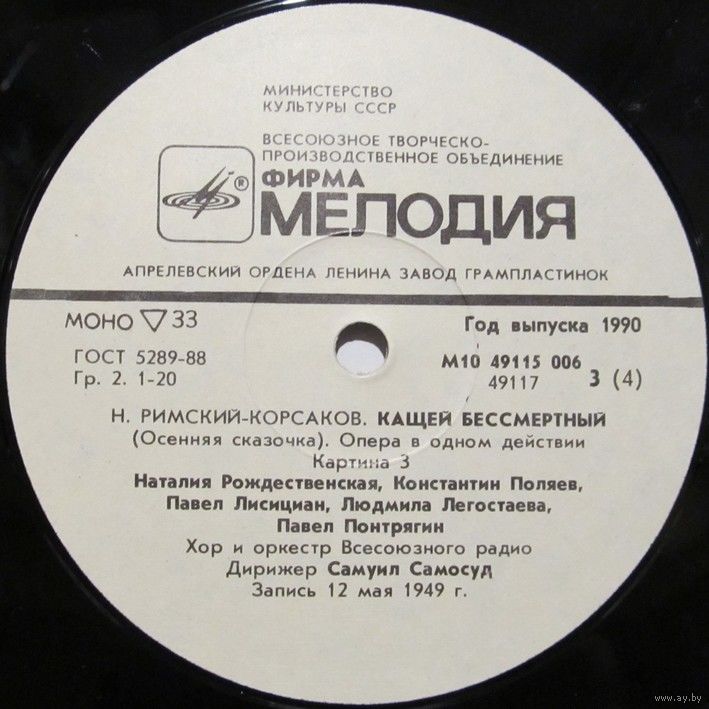 МИНИСТЕРСТВО
КУЛЬТУРЫ СССР
ВСЕСОЮЗНОЕ ТВОРЧЕСКО-
ПРОИЗВОДСТВЕННОЕ ОБЪЕДИНЕНИЕ
®
ФИРМА
МЕЛОДИЯ
АПРЕЛЕВСКИЙ ОРДЕНА ЛЕНИНА ЗАВОД ГРАМПЛАСТИНОК
МОНО ▽ 33
Год выпуска 1990
ГОСТ 5289-88
М10 49115 006
Гр. 2. 1-20
49117
3 (4)
Н. РИМСКИЙ-КОРСАКОВ. КАЩЕЙ БЕССМЕРТНЫЙ
(Осенняя сказочка). Опера в одном действии
Картина 3
Наталия Рождественская, Константин Поляев,
Павел Лисициан, Людмила Легостаева,
Павел Понтрягин
Хор и оркестр Всесоюзного радио
Дирижер Самуил Самосуд
Запись 12 мая 1949 г.
www.ay.by